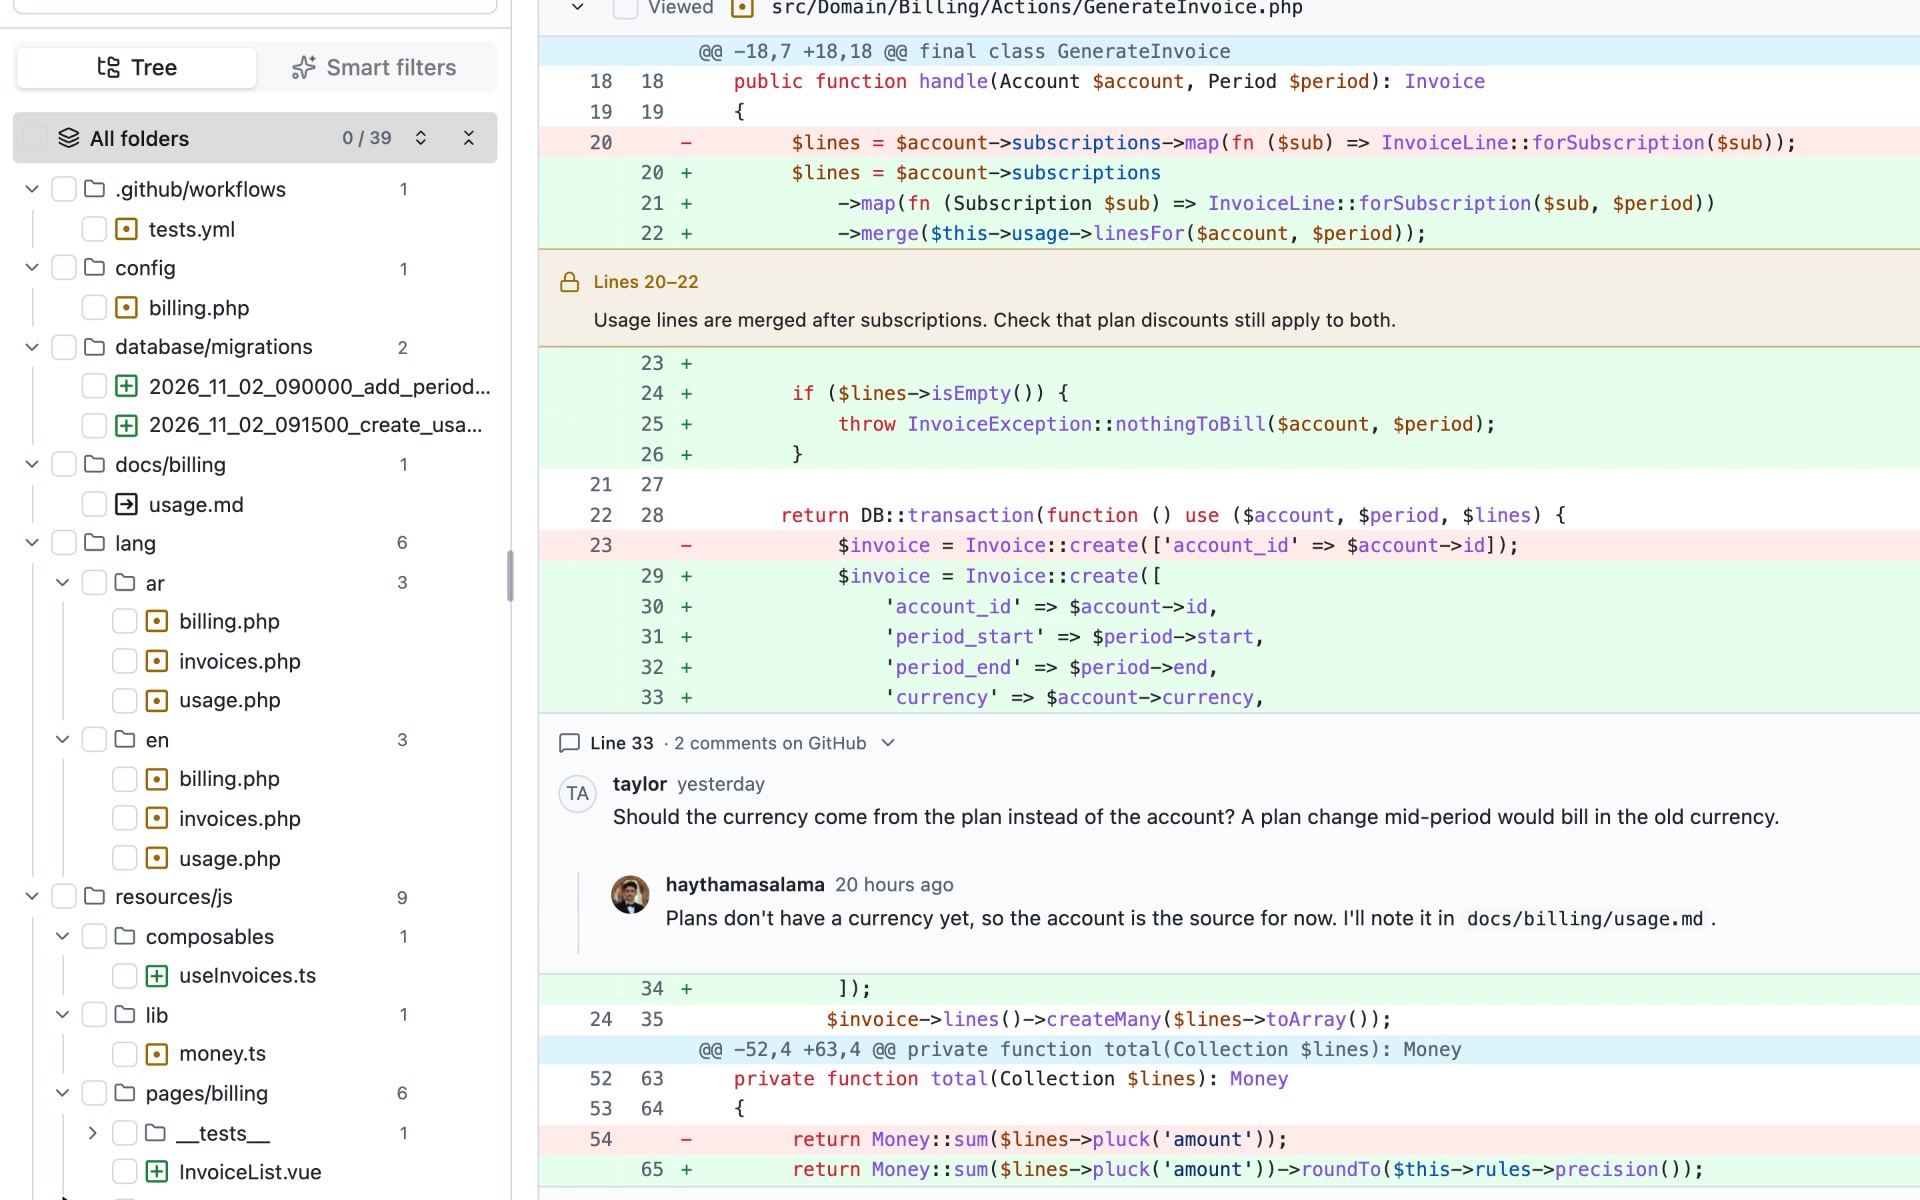 Tree
Smart filters
All folders
0 / 39
.github/workflows
1
tests.yml
config
1
billing.php
database/migrations
2
2026_11_02_090000_add_period...
2026_11_02_091500_create_usa...
docs/billing
1
usage.md
lang
6
ar
3
billing.php
invoices.php
usage.php
en
3
billing.php
invoices.php
usage.php
resources/js
9
composables
1
useInvoices.ts
lib
1
money.ts
pages/billing
6
__tests__
1
InvoiceList.vue
Viewed src/Domain/Billing/Actions/GenerateInvoice.php
@@ -18,7 +18,18 @@ final class GenerateInvoice
18 18 public function handle(Account $account, Period $period): Invoice
19 19 {
20 - $lines = $account->subscriptions->map(fn ($sub) => InvoiceLine::forSubscription($sub));
20 + $lines = $account->subscriptions
21 + ->map(fn (Subscription $sub) => InvoiceLine::forSubscription($sub, $period))
22 + ->merge($this->usage->linesFor($account, $period));
Lines 20–22
Usage lines are merged after subscriptions. Check that plan discounts still apply to both.
23 +
24 + if ($lines->isEmpty()) {
25 + throw InvoiceException::nothingToBill($account, $period);
26 + }
21 27
22 28 return DB::transaction(function () use ($account, $period, $lines) {
23 - $invoice = Invoice::create(['account_id' => $account->id]);
29 + $invoice = Invoice::create([
30 + 'account_id' => $account->id,
31 + 'period_start' => $period->start,
32 + 'period_end' => $period->end,
33 + 'currency' => $account->currency,
Line 33 · 2 comments on GitHub
TA
taylor yesterday
Should the currency come from the plan instead of the account? A plan change mid-period would bill in the old currency.
haythamasalama 20 hours ago
Plans don't have a currency yet, so the account is the source for now. I'll note it in docs/billing/usage.md .
34 + ]);
24 35 $invoice->lines()->createMany($lines->toArray());
@@ -52,4 +63,4 @@ private function total(Collection $lines): Money
52 63 private function total(Collection $lines): Money
53 64 {
54 - return Money::sum($lines->pluck('amount'));
65 + return Money::sum($lines->pluck('amount'))->roundTo($this->rules->precision());